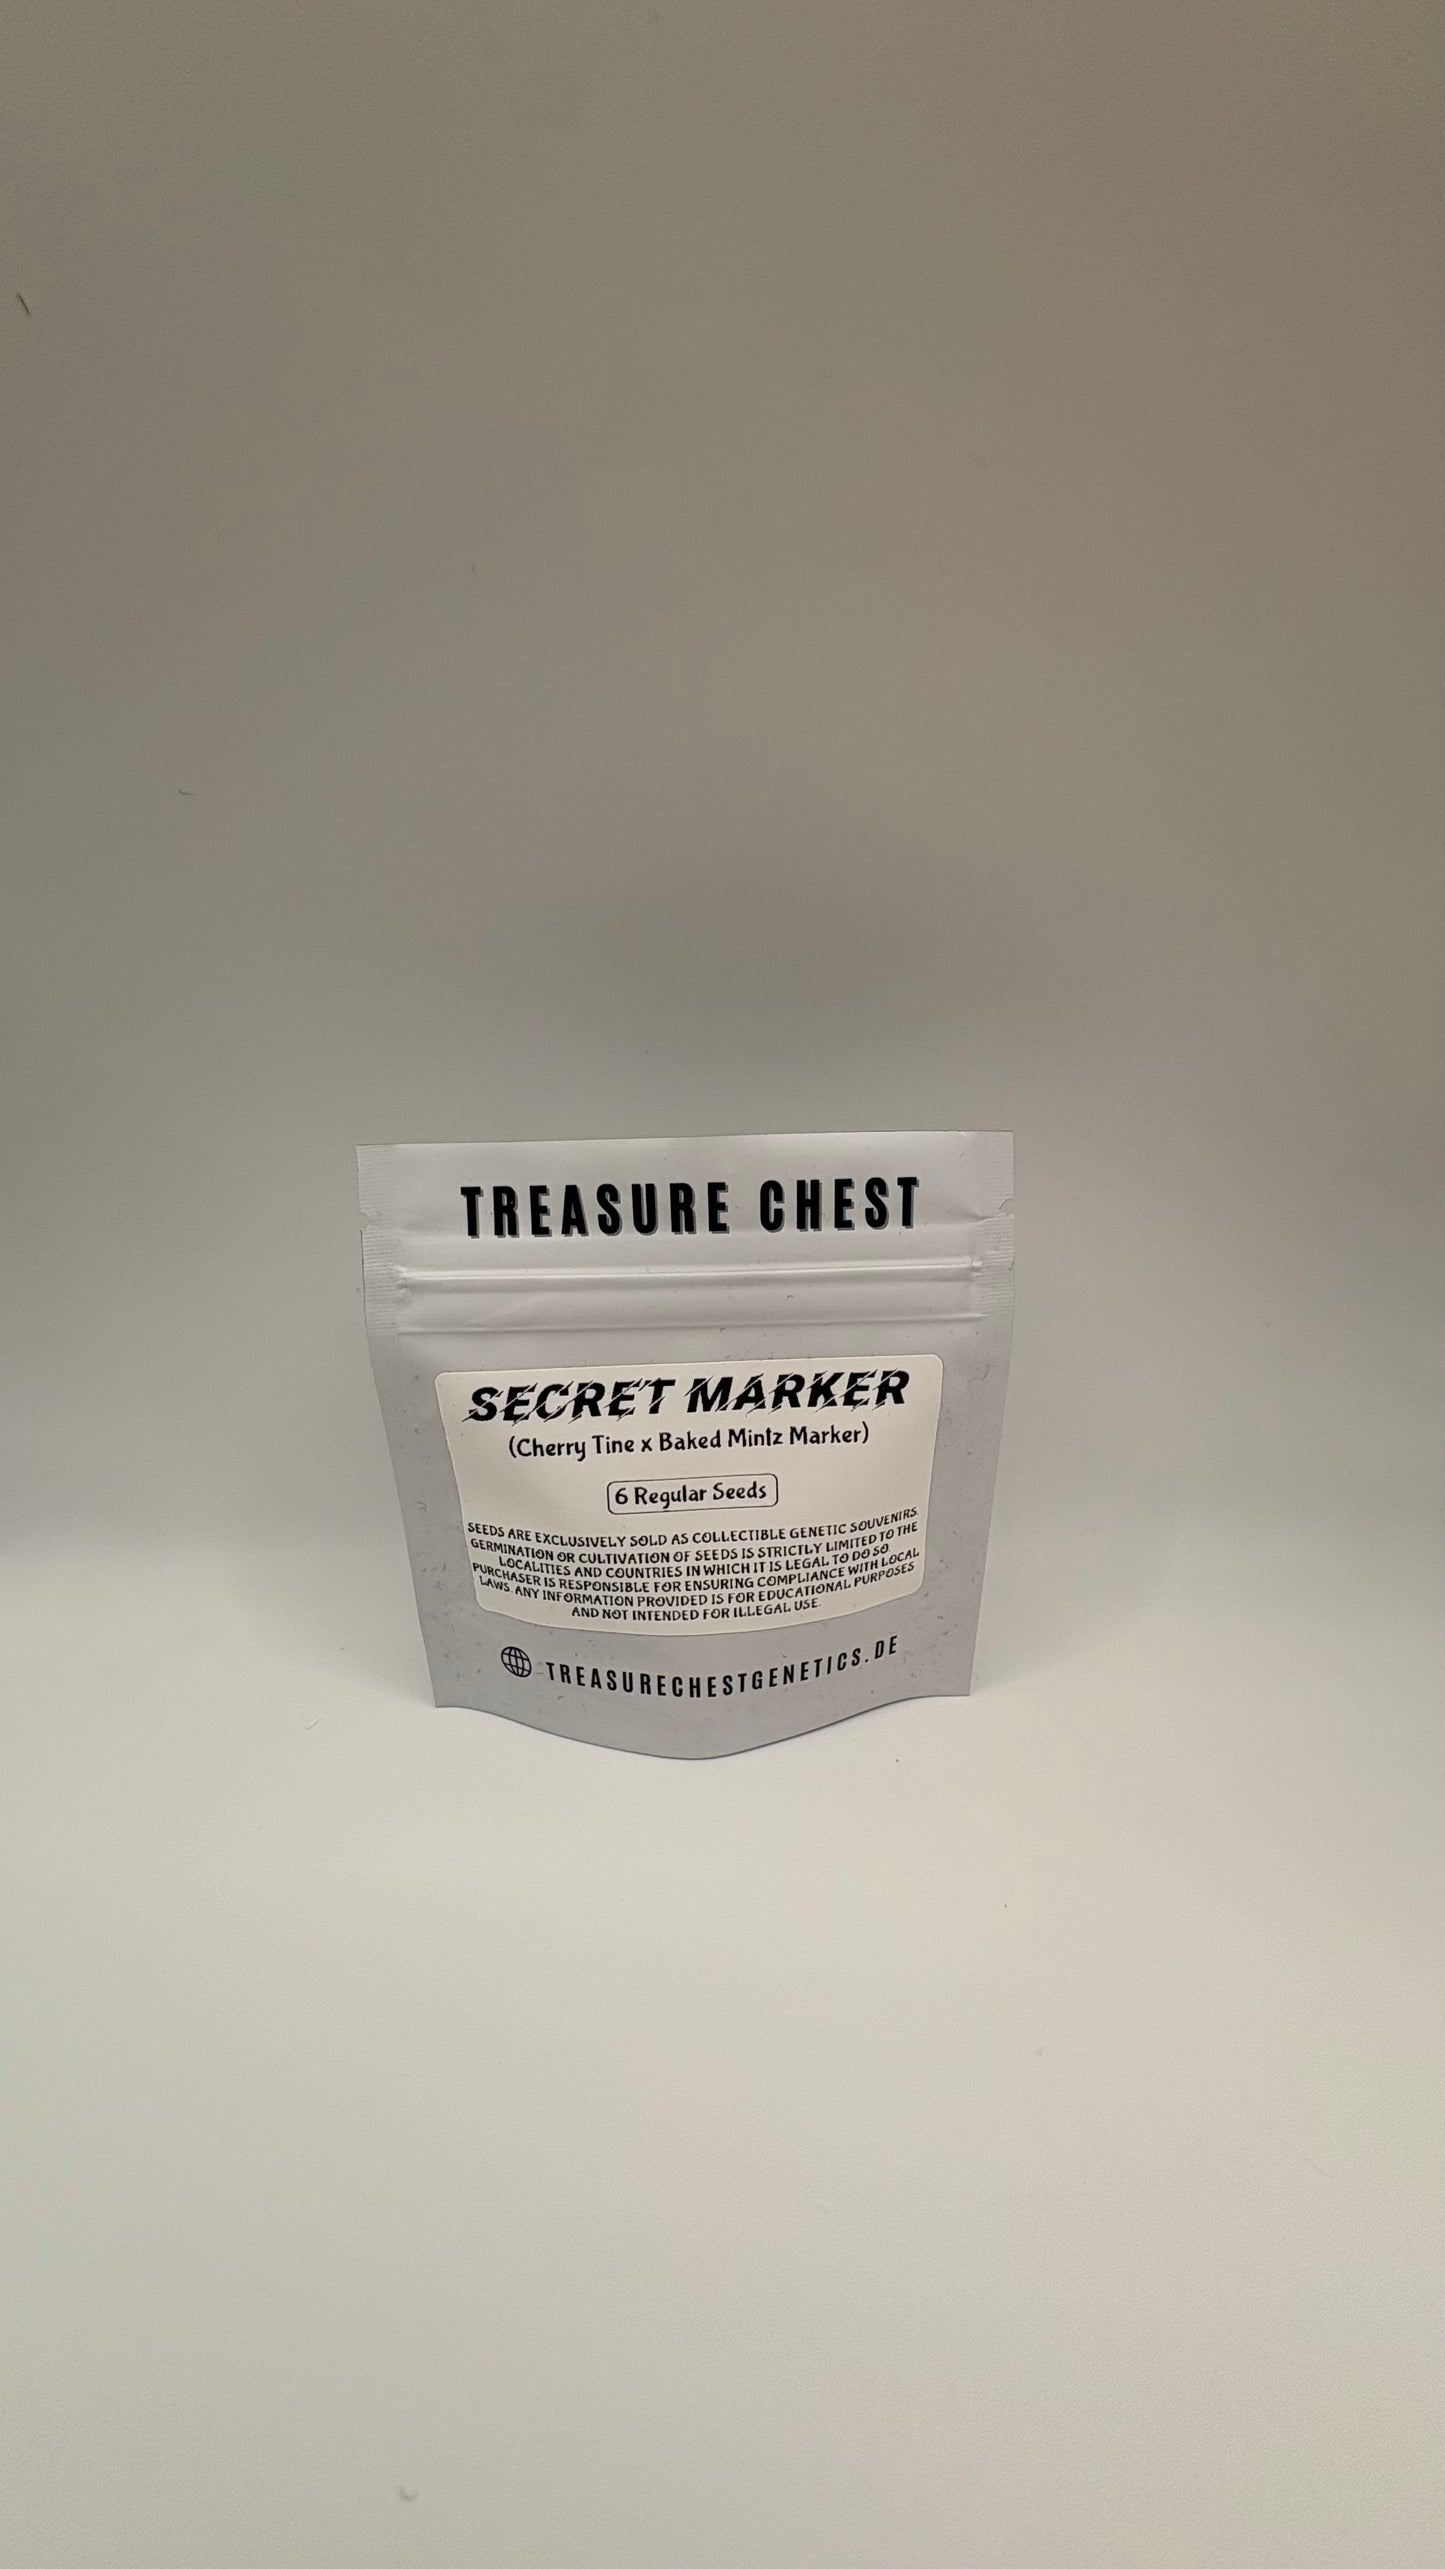 TREASURE CHEST
SECRET MARKER
(Cherry Tine x Baked Mintz Marker)
6 Regular Seeds
SEEDS ARE EXCLUSIVELY SOLD AS COLLECTIBLE GENETIC SOUVENIRS.
GERMINATION OR CULTIVATION OF SEEDS IS STRICTLY LIMITED TO THE
LOCALITIES AND COUNTRIES IN WHICH IT IS LEGAL TO DO SO.
PURCHASER IS RESPONSIBLE FOR ENSURING COMPLIANCE WITH LOCAL
LAWS. ANY INFORMATION PROVIDED IS FOR EDUCATIONAL PURPOSES
AND NOT INTENDED FOR ILLEGAL USE.
TREASURECHESTGENETICS.DE